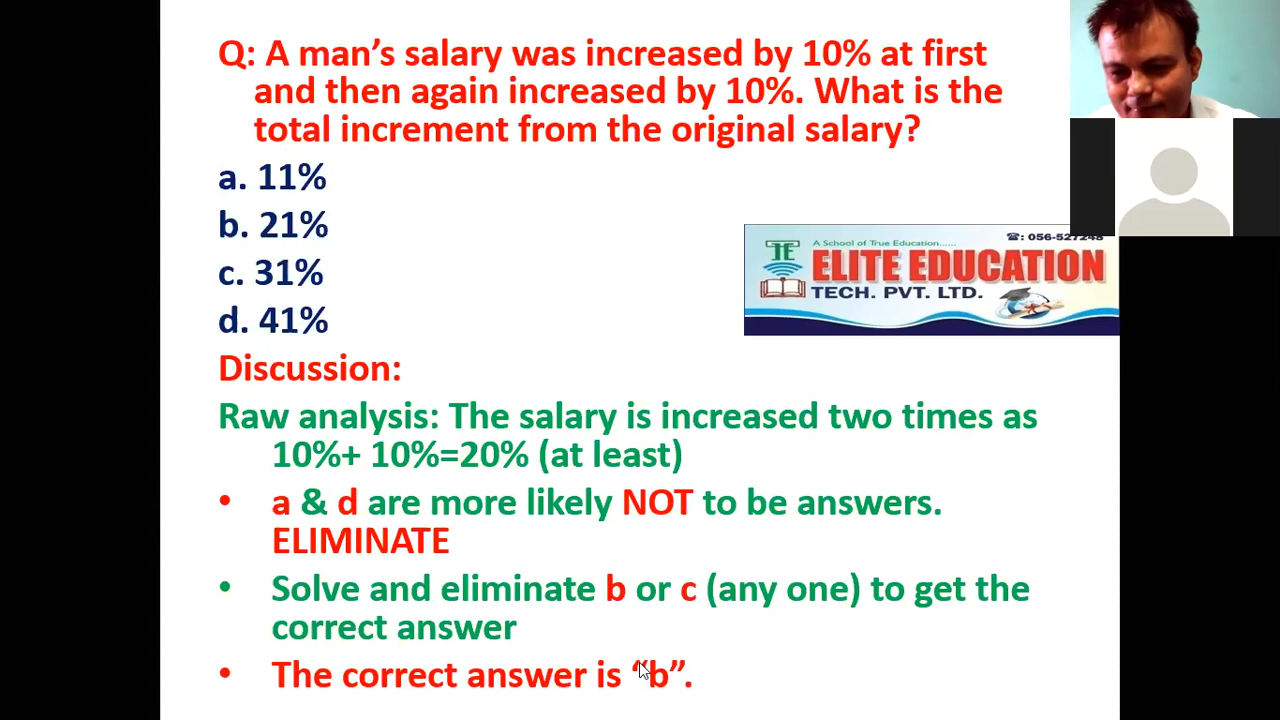 Q: A man’s salary was increased by 10% at first
and then again increased by 10%. What is the
total increment from the original salary?
a. 11%
b. 21%
c. 31%
d. 41%
A School of True Education......
☎: 056-527248
TE
ELITE EDUCATION
TECH. PVT. LTD.
Discussion:
Raw analysis: The salary is increased two times as
10%+ 10%=20% (at least)
• a & d are more likely NOT to be answers.
ELIMINATE
• Solve and eliminate b or c (any one) to get the
correct answer
• The correct answer is “b”.